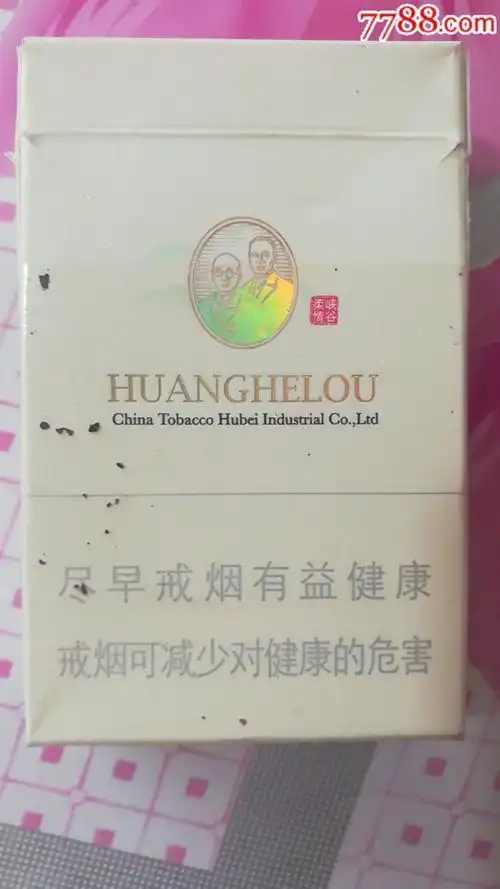 7788.com
柔情
峡谷
HUANGHELOU
China Tobacco Hubei Industrial Co.,Ltd
尽早戒烟有益健康
戒烟可减少对健康的危害